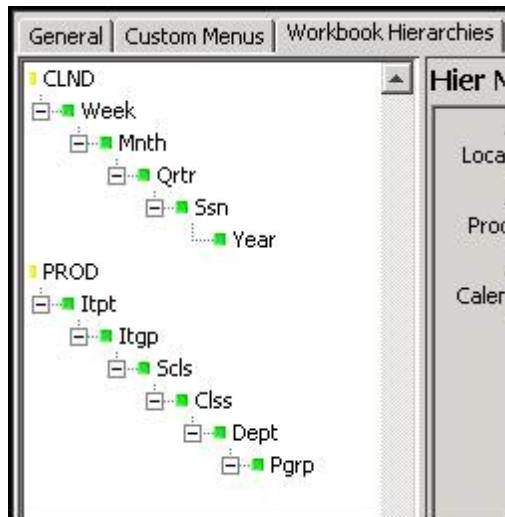 General Custom Menus Workbook Hierarchies
CLND
Week
Mnth
Qrtr
Ssn
Year
PROD
Itpt
Itgp
Scls
Clss
Dept
Pgrp
Hier
Loca
Prod
Caler